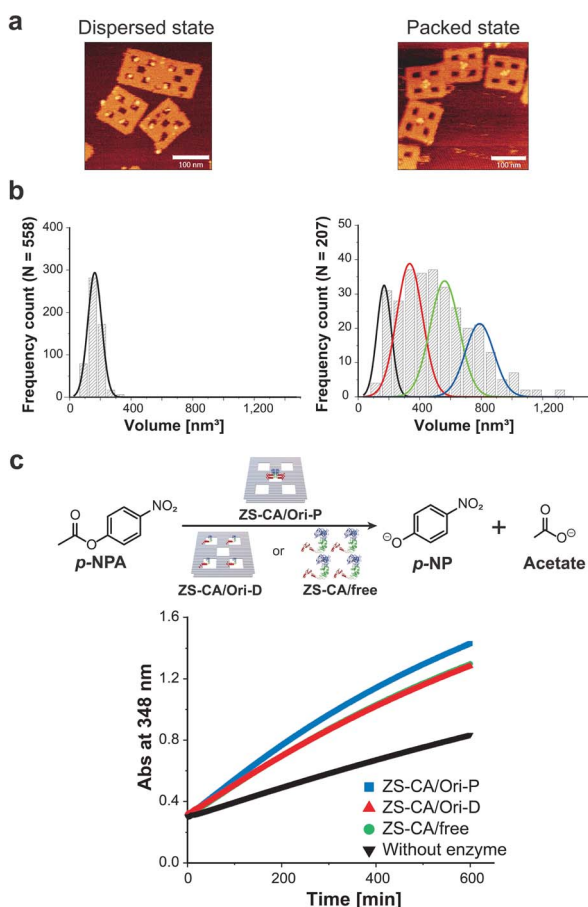 a
Dispersed state
Packed state
100 nm
100 nm
b
Frequency count (N = 558)
400
300
200
100
0
0
400
800
1,200
Volume [nm³]
Frequency count (N = 207)
50
40
30
20
10
0
0
400
800
1,200
Volume [nm³]
c
O
O
NO₂
p-NPA
ZS-CA/Ori-P
or
ZS-CA/Ori-D
ZS-CA/free
⊖O
NO₂
p-NP
+
O
O⊖
Acetate
Abs at 348 nm
1.6
1.2
0.8
0.4
0.0
0
200
400
600
Time [min]
ZS-CA/Ori-P
ZS-CA/Ori-D
ZS-CA/free
Without enzyme